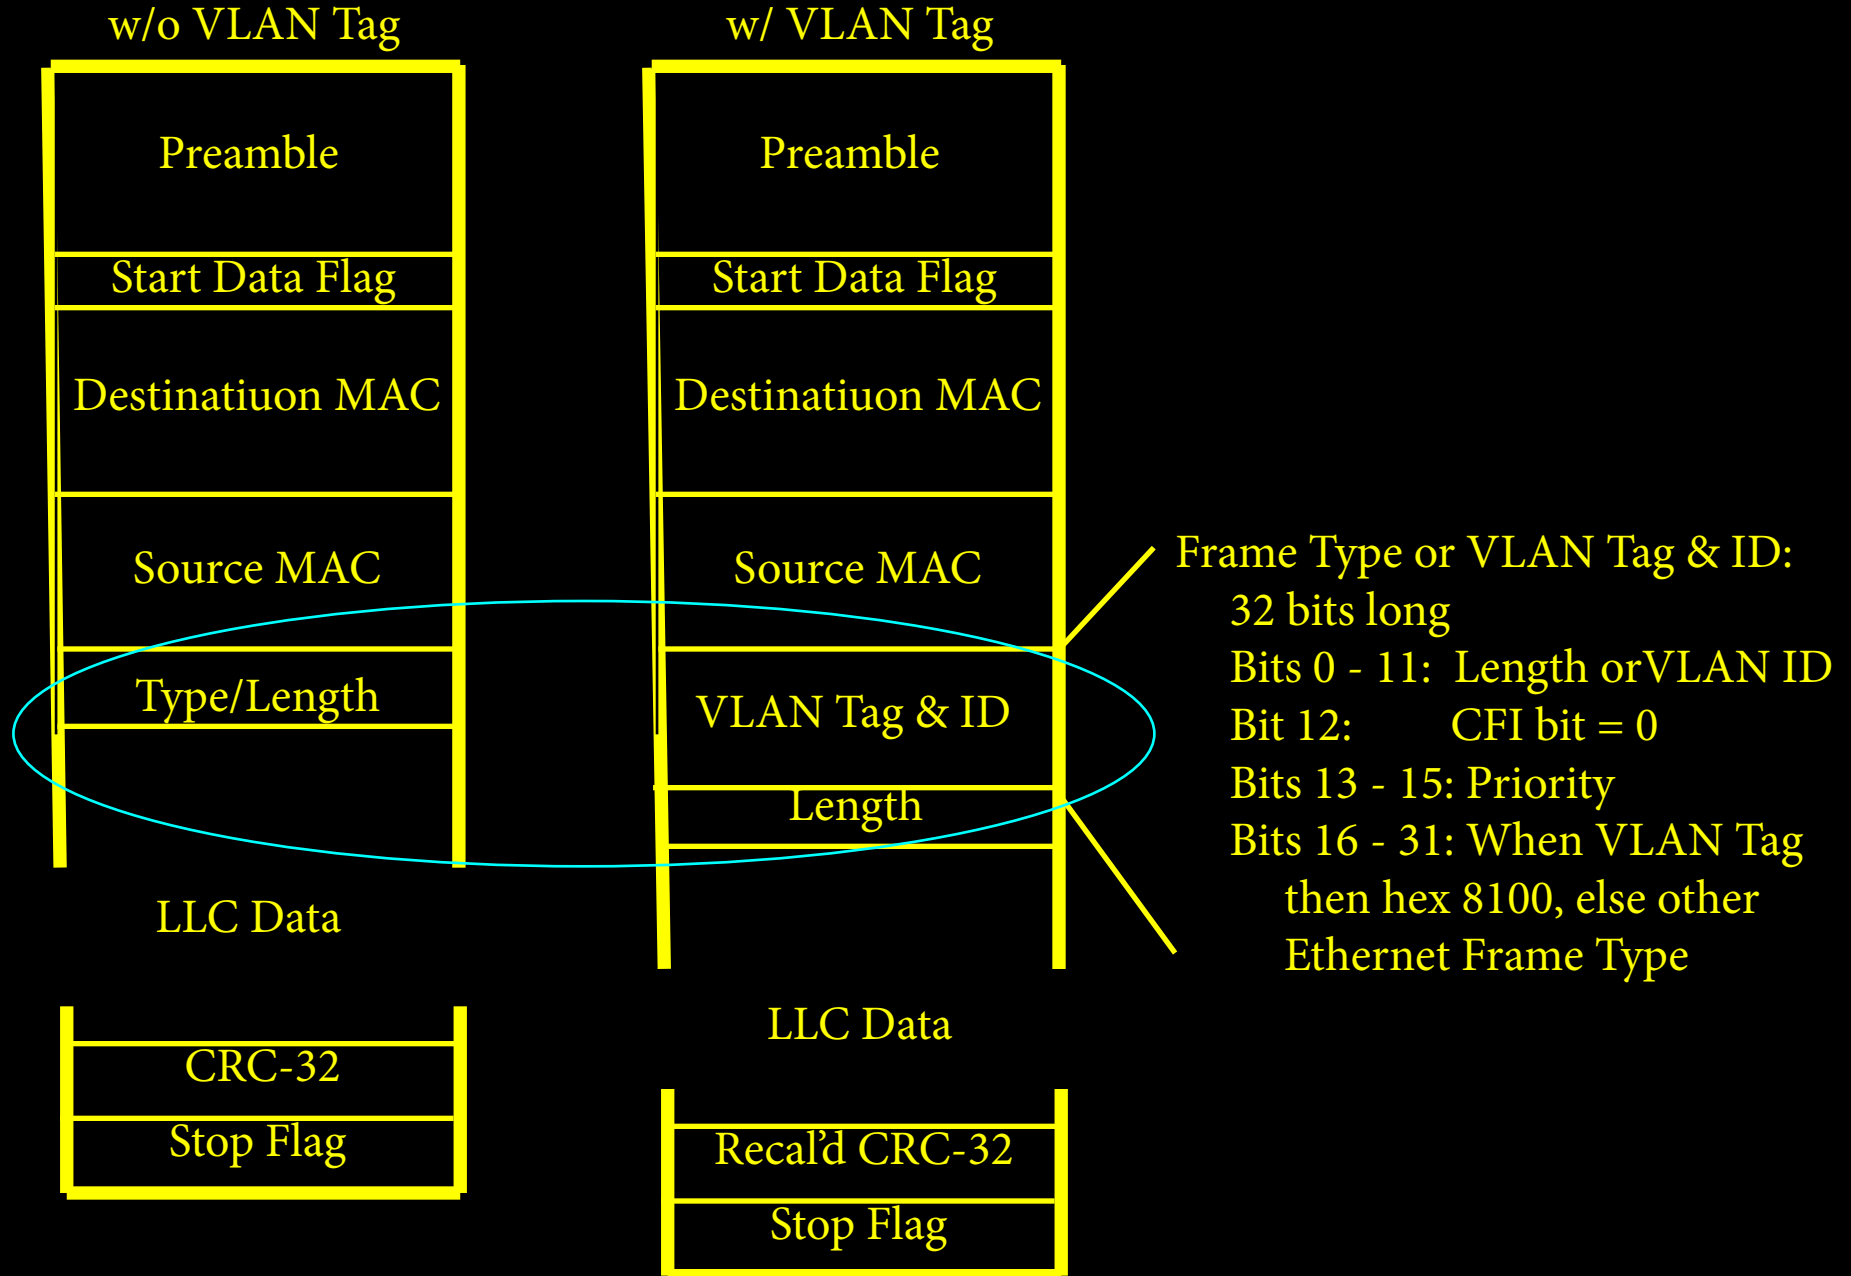 w/o VLAN Tag
Preamble
Start Data Flag
Destinatiuon MAC
Source MAC
Type/Length
LLC Data
CRC-32
Stop Flag
w/ VLAN Tag
Preamble
Start Data Flag
Destinatiuon MAC
Source MAC
VLAN Tag & ID
Length
LLC Data
Recal'd CRC-32
Stop Flag
Frame Type or VLAN Tag & ID:
32 bits long
Bits 0 - 11: Length orVLAN ID
Bit 12: CFI bit = 0
Bits 13 - 15: Priority
Bits 16 - 31: When VLAN Tag
then hex 8100, else other
Ethernet Frame Type